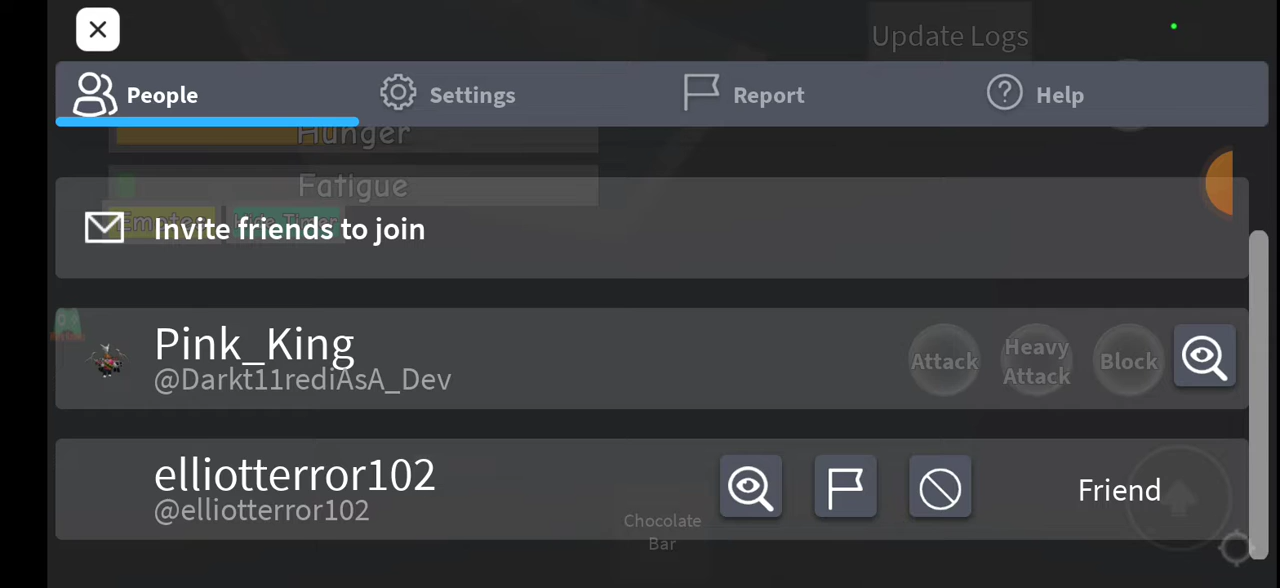 Update Logs
People
Settings
Report
Help
Hunger
Fatigue
Invite friends to join
Pink_King
@Darkt11rediAsA_Dev
Attack
Heavy
Attack
Block
elliotterror102
@elliotterror102
Friend
Chocolate
Bar